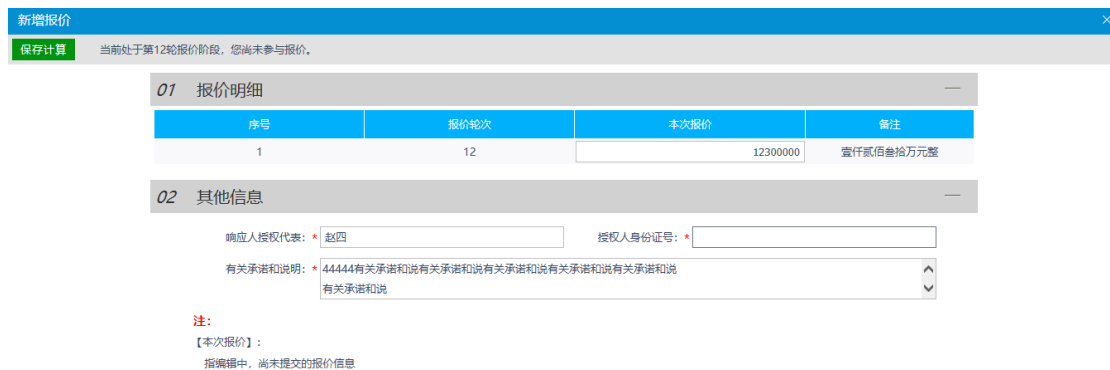 新增报价
保存计算 当前处于第12轮报价阶段，您尚未参与报价。
01 报价明细
序号 报价轮次 本次报价 备注
1 12 12300000 壹仟贰佰叁拾万元整
02 其他信息
响应人授权代表：* 赵四 授权人身份证号：*
有关承诺和说明：* 44444有关承诺和说有关承诺和说有关承诺和说有关承诺和说有关承诺和说
有关承诺和说
注：
【本次报价】：
指编辑中，尚未提交的报价信息